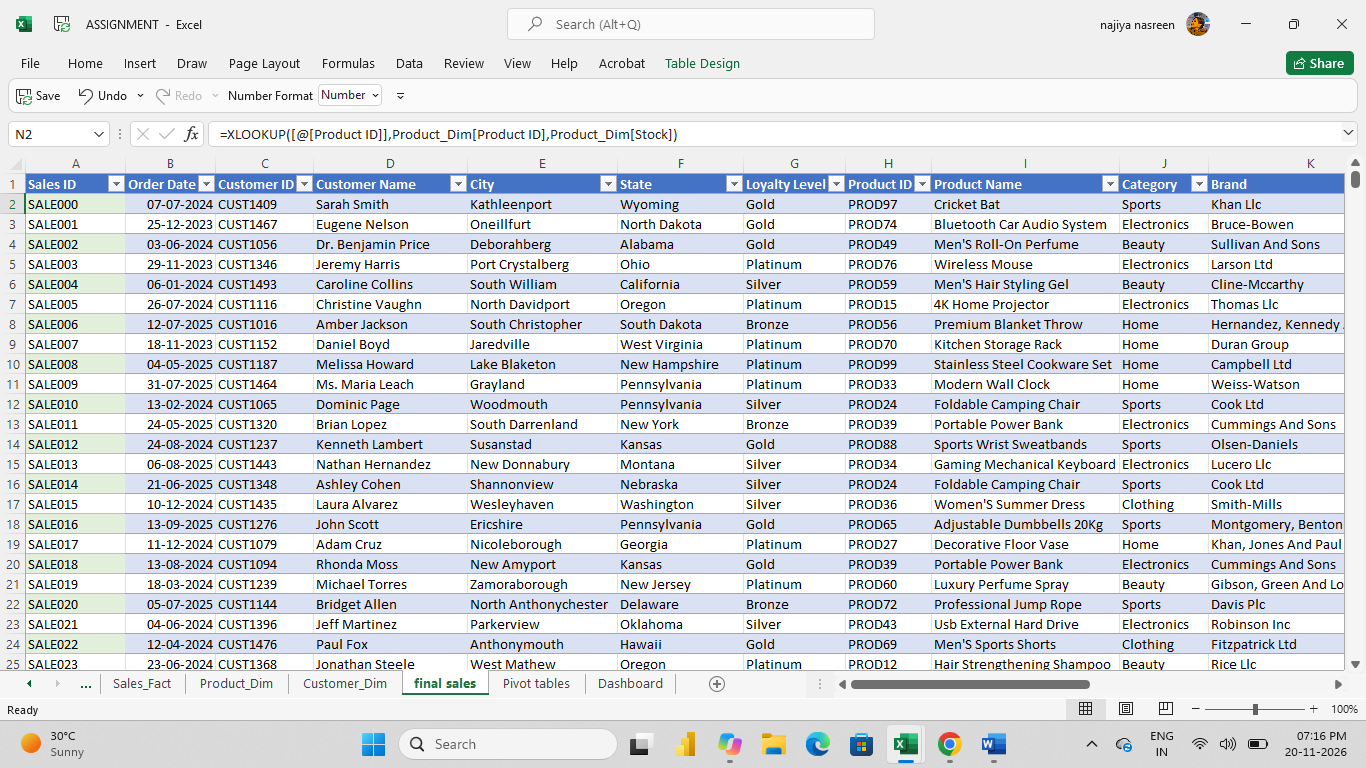 ASSIGNMENT - Excel
Search (Alt+Q)
najiya nasreen
File Home Insert Draw Page Layout Formulas Data Review View Help Acrobat Table Design
Share
Save Undo Redo Number Format Number
N2 fx =XLOOKUP([@[Product ID]],Product_Dim[Product ID],Product_Dim[Stock])
A B C D E F G H I J K
1 Sales ID Order Date Customer ID Customer Name City State Loyalty Level Product ID Product Name Category Brand
2 SALE000 07-07-2024 CUST1409 Sarah Smith Kathleenport Wyoming Gold PROD97 Cricket Bat Sports Khan Llc
3 SALE001 25-12-2023 CUST1467 Eugene Nelson Oneillfurt North Dakota Gold PROD74 Bluetooth Car Audio System Electronics Bruce-Bowen
4 SALE002 03-06-2024 CUST1056 Dr. Benjamin Price Deborahberg Alabama Gold PROD49 Men'S Roll-On Perfume Beauty Sullivan And Sons
5 SALE003 29-11-2023 CUST1346 Jeremy Harris Port Crystalberg Ohio Platinum PROD76 Wireless Mouse Electronics Larson Ltd
6 SALE004 06-01-2024 CUST1493 Caroline Collins South William California Silver PROD59 Men'S Hair Styling Gel Beauty Cline-Mccarthy
7 SALE005 26-07-2024 CUST1116 Christine Vaughn North Davidport Oregon Platinum PROD15 4K Home Projector Electronics Thomas Llc
8 SALE006 12-07-2025 CUST1016 Amber Jackson South Christopher South Dakota Bronze PROD56 Premium Blanket Throw Home Hernandez, Kennedy
9 SALE007 18-11-2023 CUST1152 Daniel Boyd Jaredville West Virginia Platinum PROD70 Kitchen Storage Rack Home Duran Group
10 SALE008 04-05-2025 CUST1187 Melissa Howard Lake Blaketon New Hampshire Platinum PROD99 Stainless Steel Cookware Set Home Campbell Ltd
11 SALE009 31-07-2025 CUST1464 Ms. Maria Leach Grayland Pennsylvania Platinum PROD33 Modern Wall Clock Home Weiss-Watson
12 SALE010 13-02-2024 CUST1065 Dominic Page Woodmouth Pennsylvania Silver PROD24 Foldable Camping Chair Sports Cook Ltd
13 SALE011 24-05-2025 CUST1320 Brian Lopez South Darrenland New York Bronze PROD39 Portable Power Bank Electronics Cummings And Sons
14 SALE012 24-08-2024 CUST1237 Kenneth Lambert Susanstad Kansas Gold PROD88 Sports Wrist Sweatbands Sports Olsen-Daniels
15 SALE013 06-08-2025 CUST1443 Nathan Hernandez New Donnabury Montana Silver PROD34 Gaming Mechanical Keyboard Electronics Lucero Llc
16 SALE014 21-06-2025 CUST1348 Ashley Cohen Shannonview Nebraska Silver PROD24 Foldable Camping Chair Sports Cook Ltd
17 SALE015 10-12-2024 CUST1435 Laura Alvarez Wesleyhaven Washington Silver PROD36 Women'S Summer Dress Clothing Smith-Mills
18 SALE016 13-09-2025 CUST1276 John Scott Ericshire Pennsylvania Gold PROD65 Adjustable Dumbbells 20Kg Sports Montgomery, Benton
19 SALE017 11-12-2024 CUST1079 Adam Cruz Nicoleborough Georgia Platinum PROD27 Decorative Floor Vase Home Khan, Jones And Paul
20 SALE018 13-08-2024 CUST1094 Rhonda Moss New Amyport Kansas Gold PROD39 Portable Power Bank Electronics Cummings And Sons
21 SALE019 18-03-2024 CUST1239 Michael Torres Zamoraborough New Jersey Platinum PROD60 Luxury Perfume Spray Beauty Gibson, Green And Lo
22 SALE020 05-07-2025 CUST1144 Bridget Allen North Anthonychester Delaware Bronze PROD72 Professional Jump Rope Sports Davis Plc
23 SALE021 04-06-2024 CUST1396 Jeff Martinez Parkerview Oklahoma Silver PROD43 Usb External Hard Drive Electronics Robinson Inc
24 SALE022 12-04-2024 CUST1476 Paul Fox Anthonymouth Hawaii Gold PROD69 Men'S Sports Shorts Clothing Fitzpatrick Ltd
25 SALE023 23-06-2024 CUST1368 Jonathan Steele West Mathew Oregon Platinum PROD12 Hair Strengthening Shampoo Beauty Rice Llc
... Sales_Fact Product_Dim Customer_Dim final sales Pivot tables Dashboard
Ready 100%
30°C
Sunny
Search
ENG
IN
07:16 PM
20-11-2026